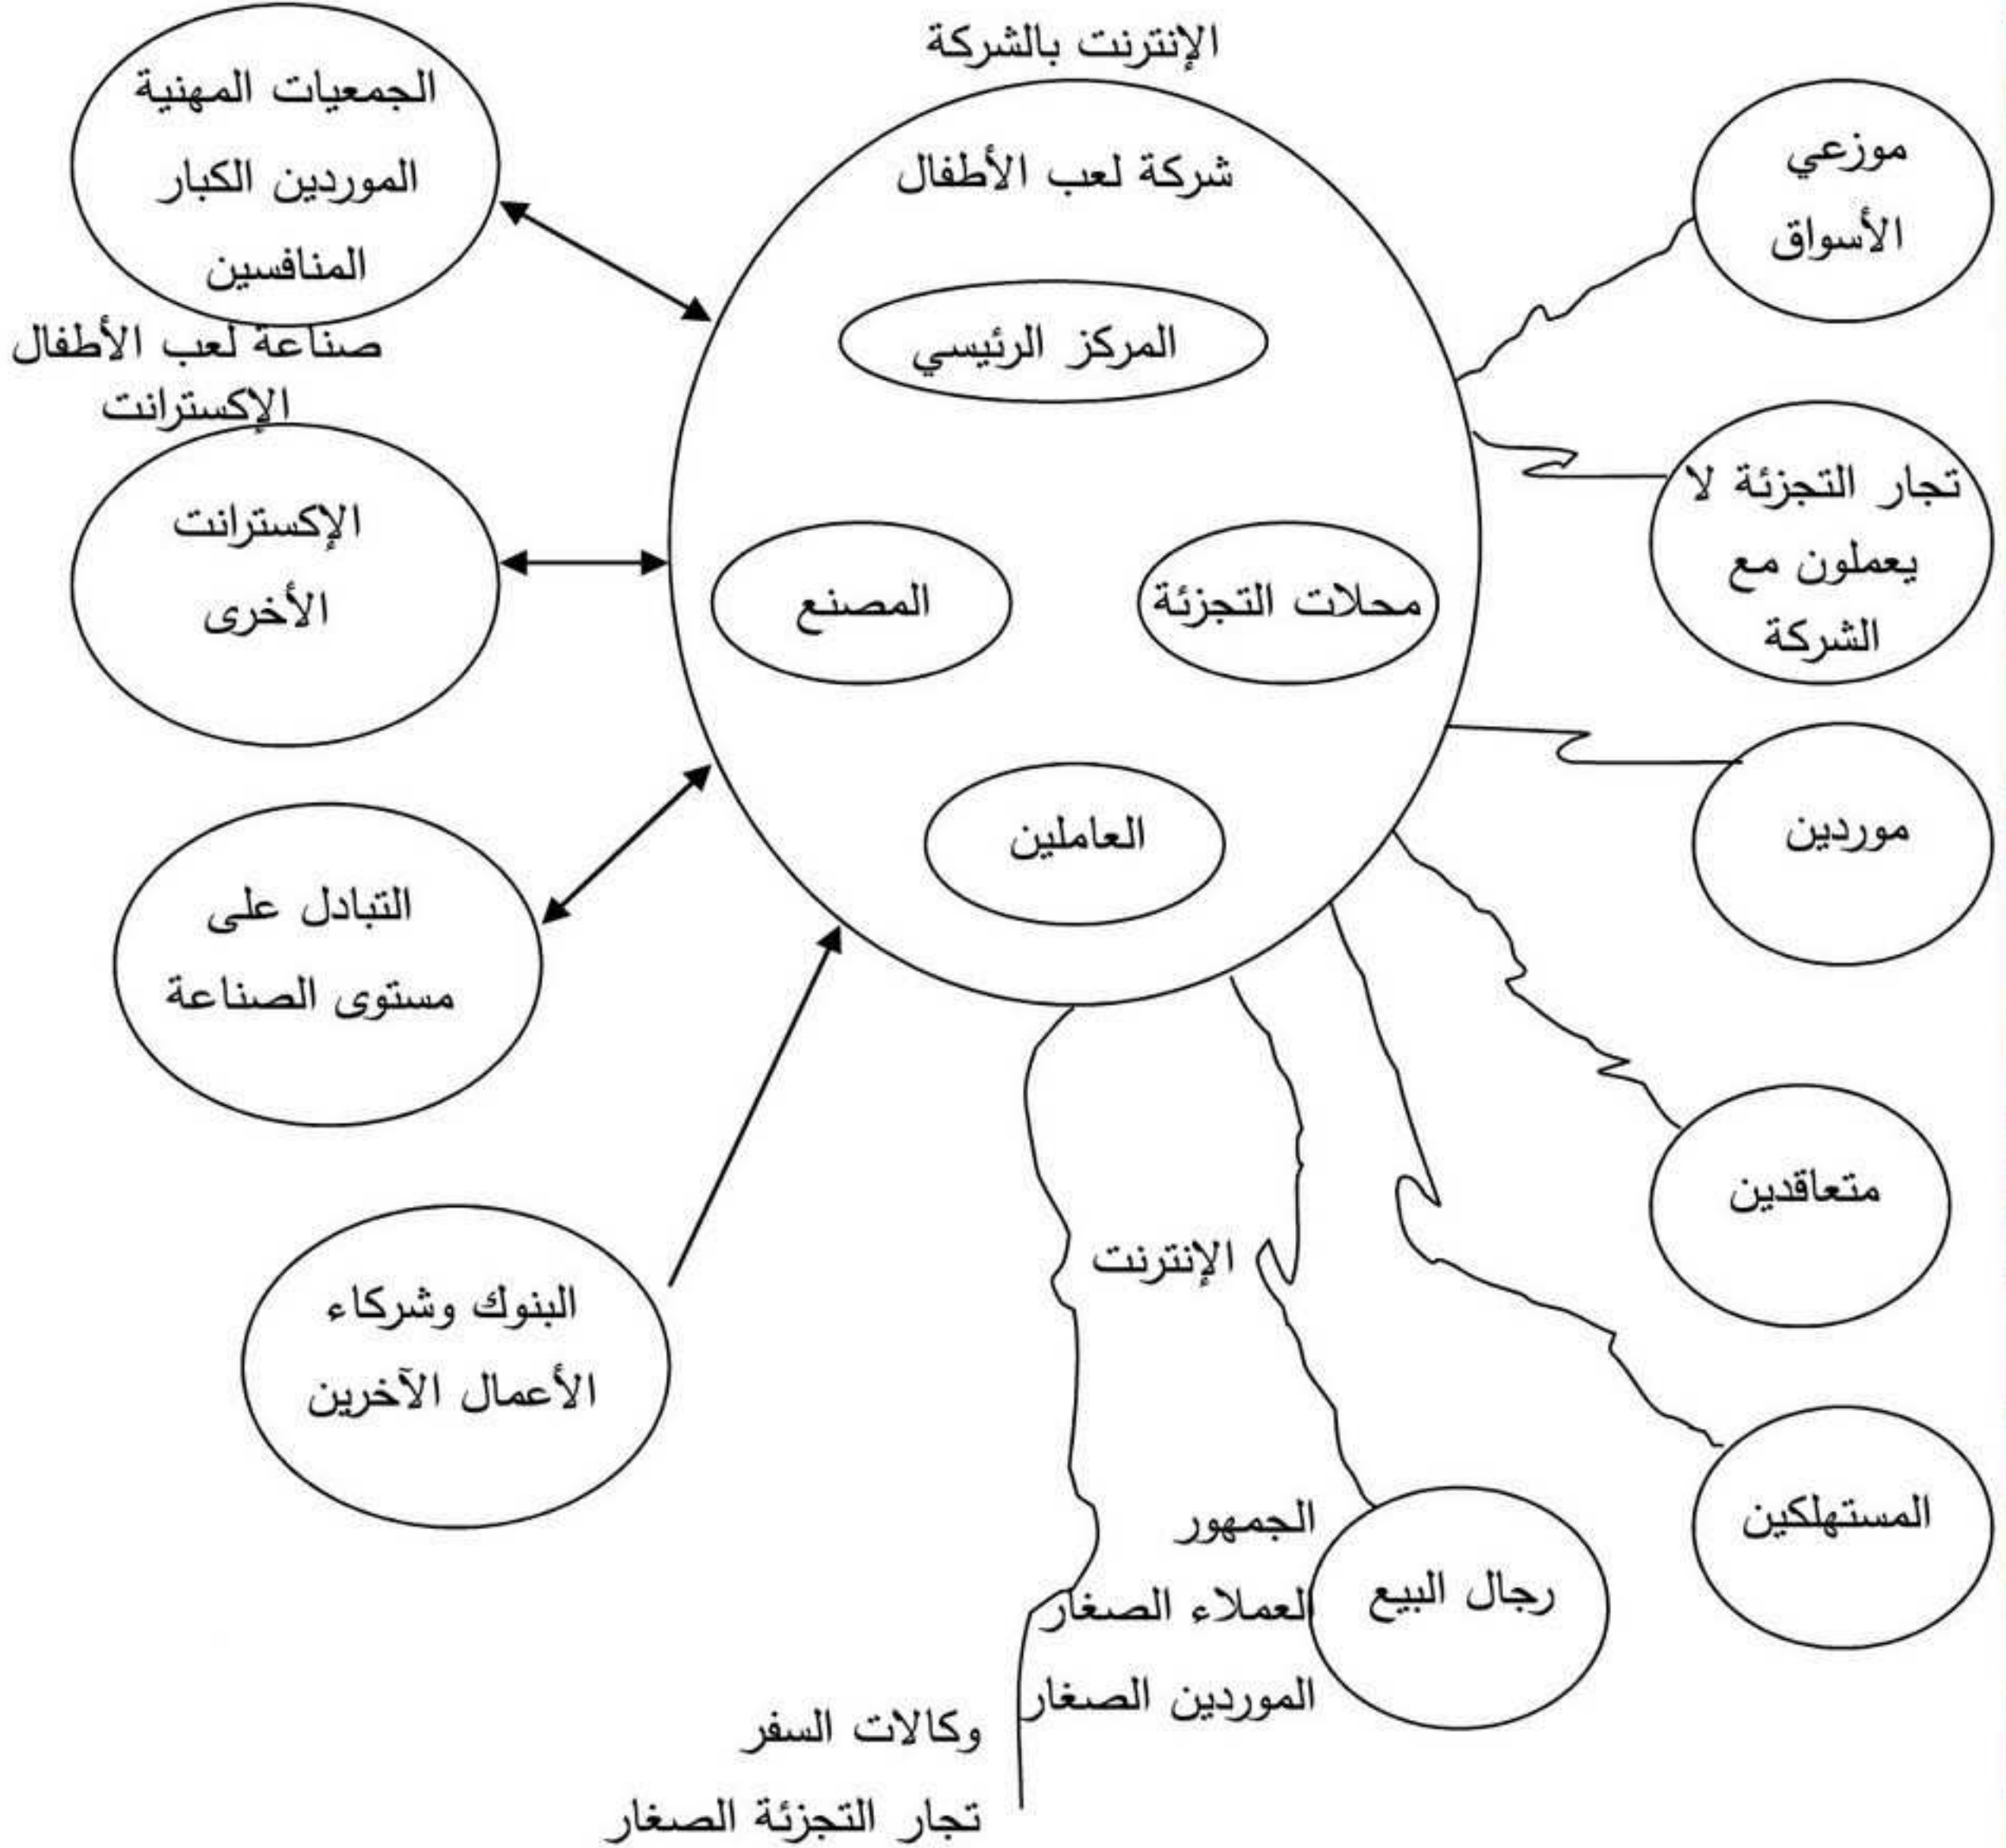 الإنترنت بالشركة
شركة لعب الأطفال
المركز الرئيسي
محلات التجزئة
المصنع
العاملين
موزعي
الأسواق
تجار التجزئة لا
يعملون مع
الشركة
موردين
متعاقدين
المستهلكين
رجال البيع
الإنترنت
الجمهور
العملاء الصغار
الموردين الصغار
وكالات السفر
تجار التجزئة الصغار
الجمعيات المهنية
الموردين الكبار
المنافسين
صناعة لعب الأطفال
الإكسترانت
الإكسترانت
الأخرى
التبادل على
مستوى الصناعة
البنوك وشركاء
الأعمال الآخرين